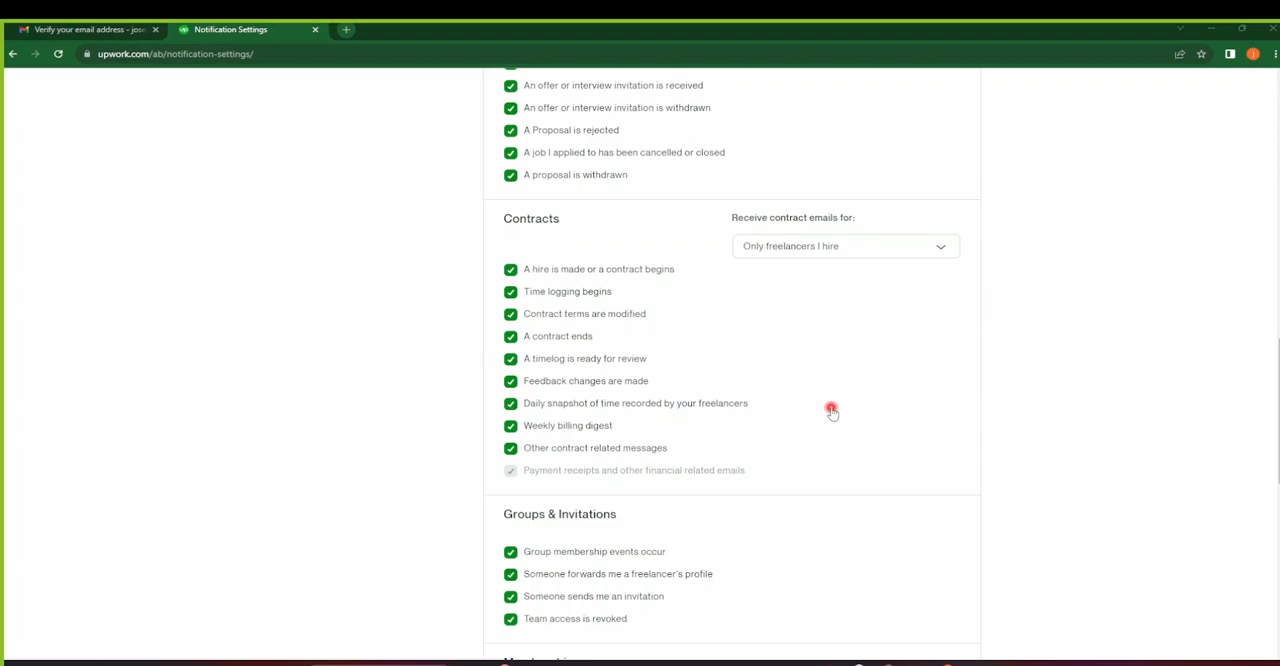 Verify your email address - jose
Notification Settings
upwork.com/ab/notification-settings/
An offer or interview invitation is received
An offer or interview invitation is withdrawn
A Proposal is rejected
A job I applied to has been cancelled or closed
A proposal is withdrawn
Contracts
Receive contract emails for:
Only freelancers I hire
A hire is made or a contract begins
Time logging begins
Contract terms are modified
A contract ends
A timelog is ready for review
Feedback changes are made
Daily snapshot of time recorded by your freelancers
Weekly billing digest
Other contract related messages
Payment receipts and other financial related emails
Groups & Invitations
Group membership events occur
Someone forwards me a freelancer's profile
Someone sends me an invitation
Team access is revoked